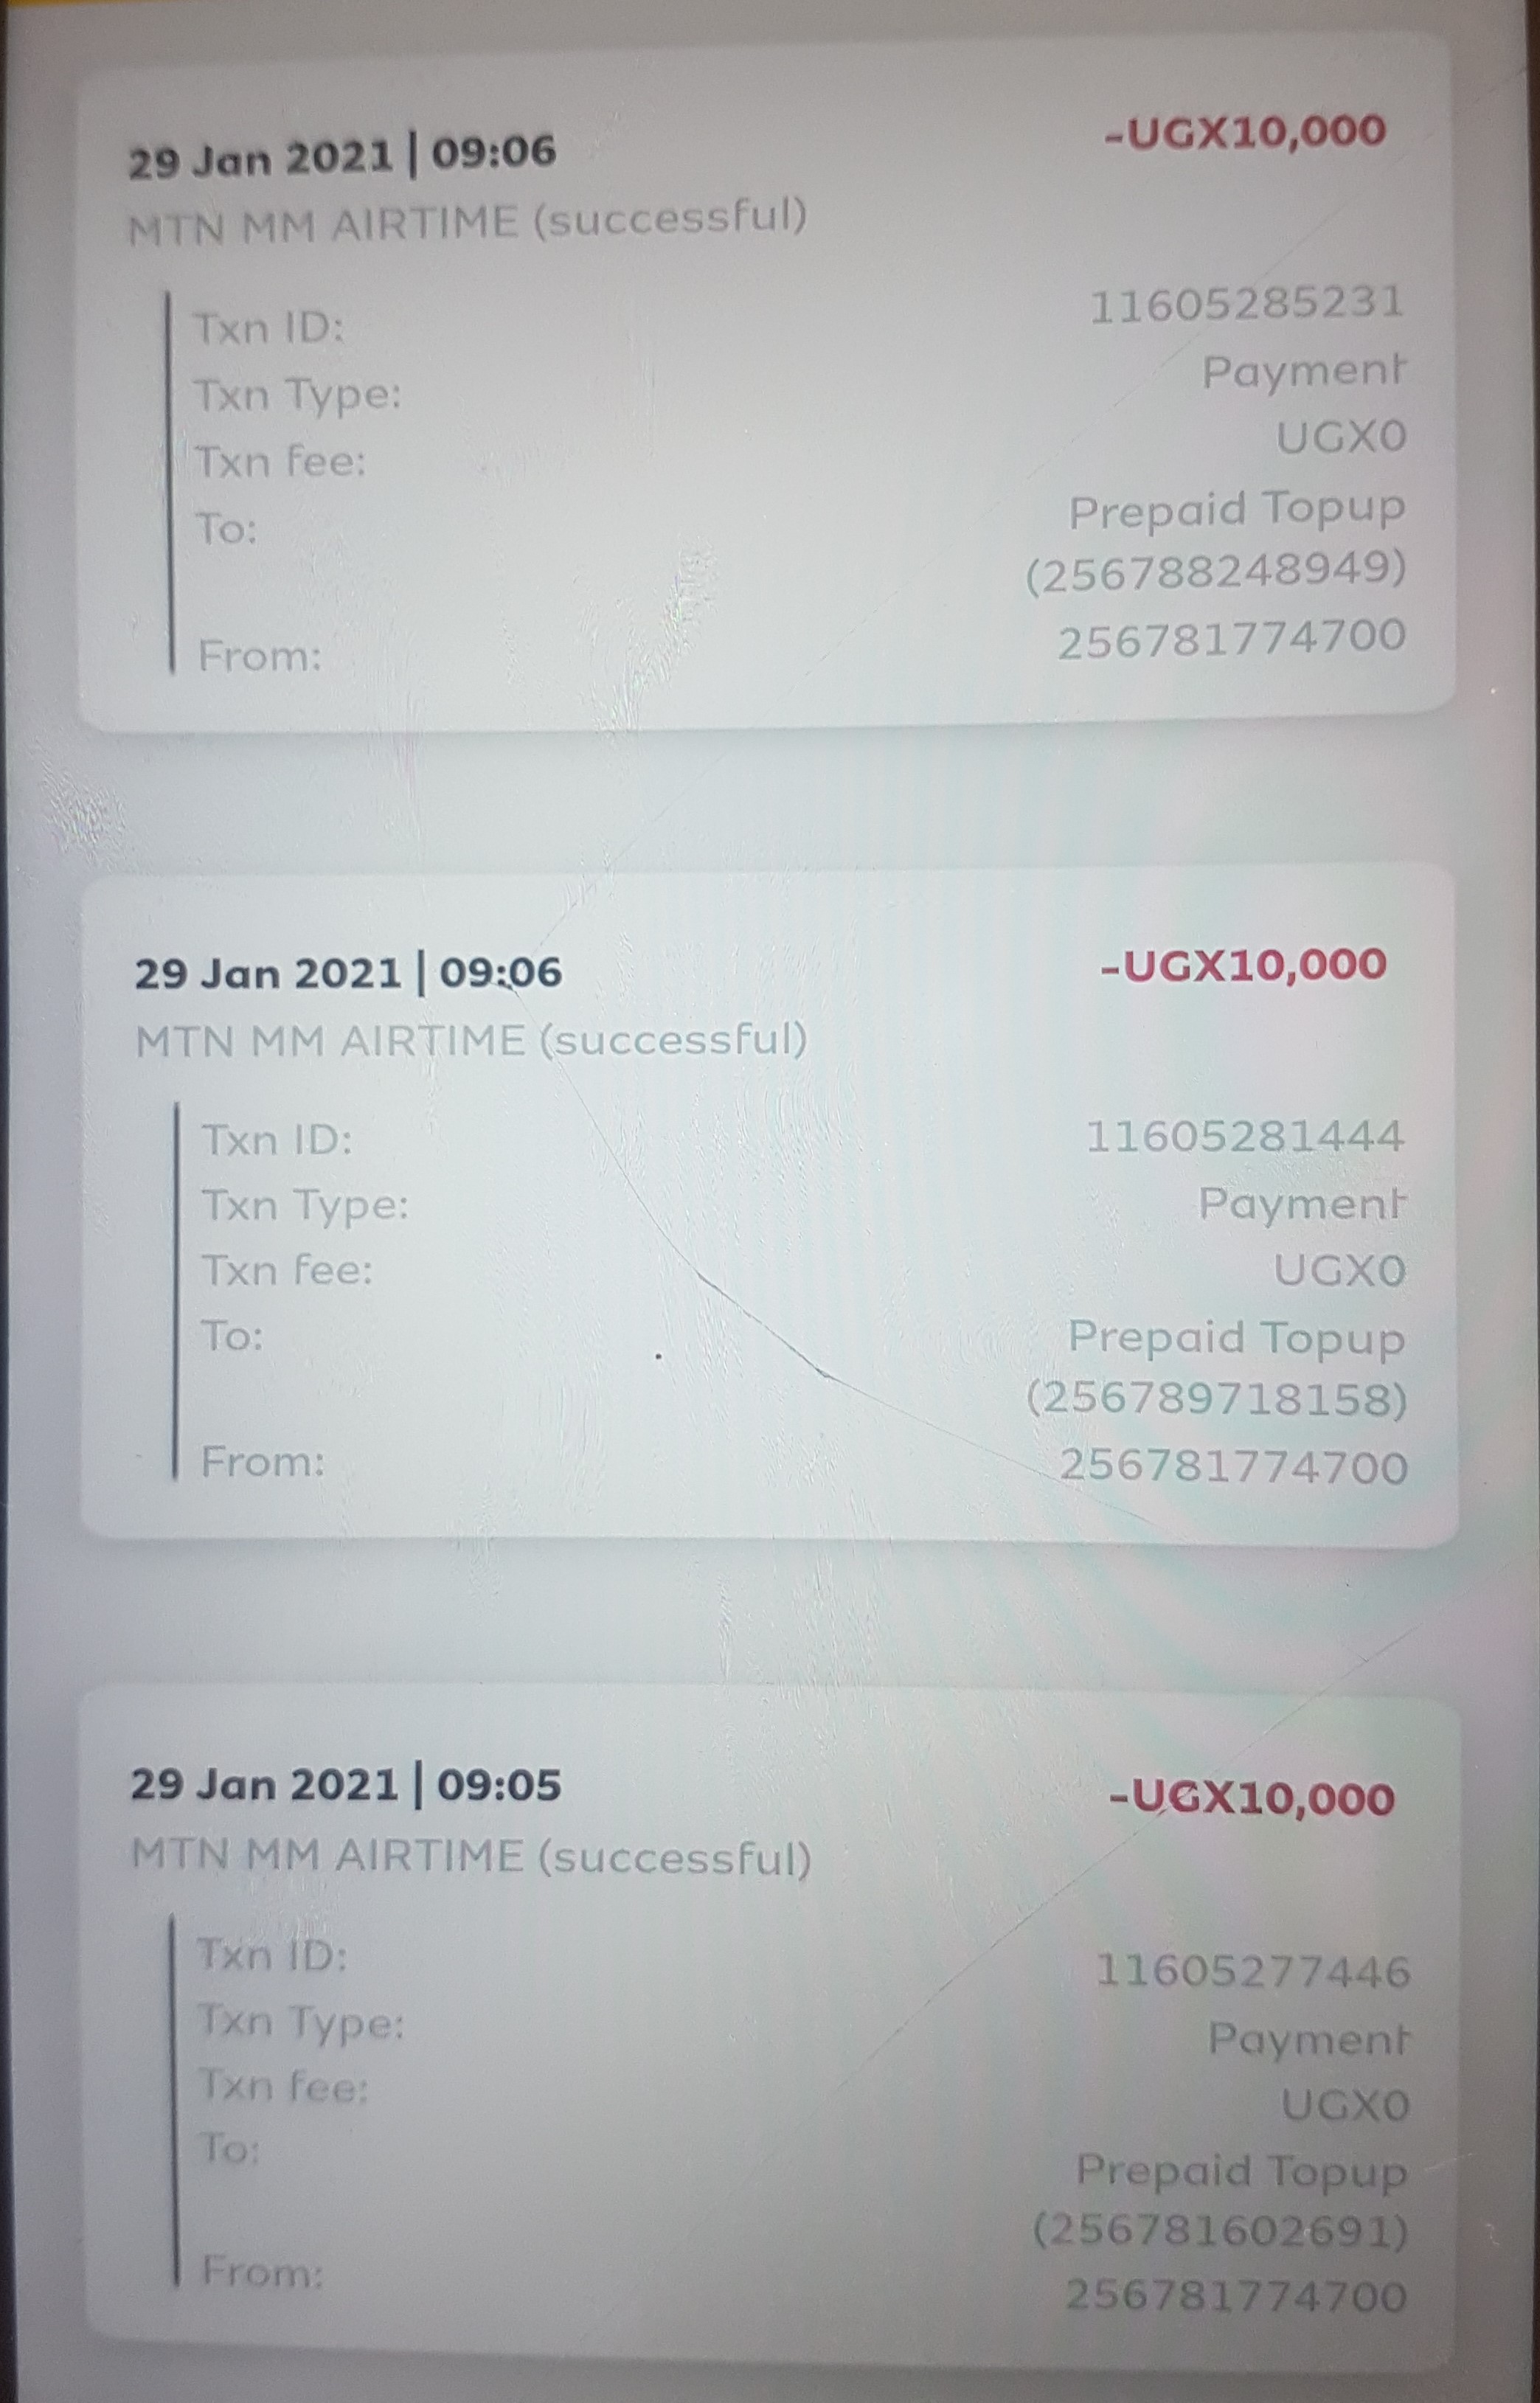 29 Jan 2021 | 09:06 -UGX10,000
MTN MM AIRTIME (successful)
Txn ID: 11605285231
Txn Type: Payment
Txn fee: UGX0
To: Prepaid Topup
(256788248949)
From: 256781774700
29 Jan 2021 | 09:06 -UGX10,000
MTN MM AIRTIME (successful)
Txn ID: 11605281444
Txn Type: Payment
Txn fee: UGX0
To: Prepaid Topup
(256789718158)
From: 256781774700
29 Jan 2021 | 09:05 -UGX10,000
MTN MM AIRTIME (successful)
Txn ID: 11605277446
Txn Type: Payment
Txn fee: UGX0
To: Prepaid Topup
(256781602691)
From: 256781774700